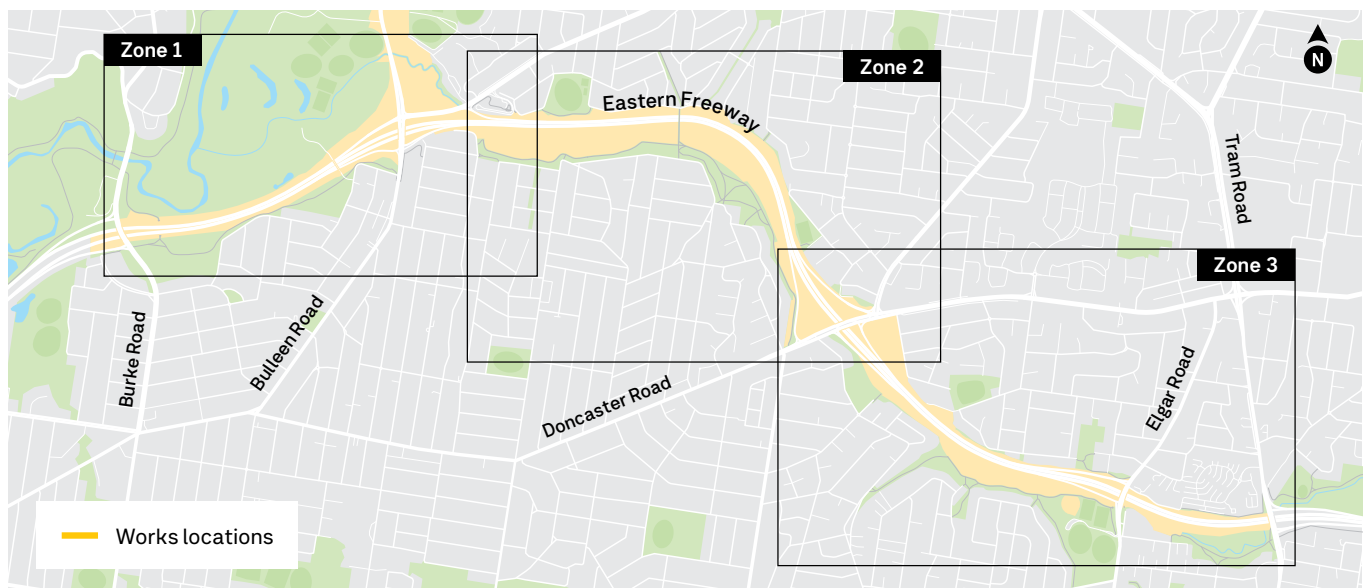 Zone 1
Zone 2
N
Eastern Freeway
Tram Road
Zone 3
Burke Road
Bulleen Road
Doncaster Road
Elgar Road
Works locations